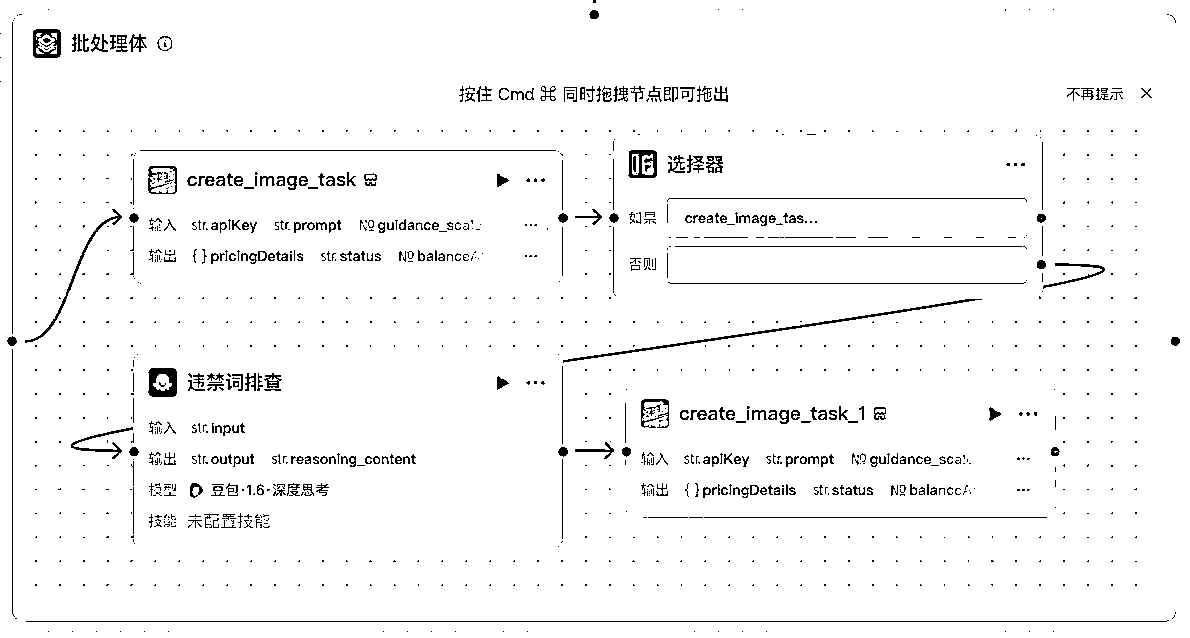 批处理体
按住 Cmd ⌘ 同时拖拽节点即可拖出
不再提示
create_image_task
输入 str.apiKey str.prompt № guidance_scal
输出 { } pricingDetails str.status № balanceA
选择器
如果 create_image_tas...
否则
违禁词排查
输入 str.input
输出 str.output str.reasoning_content
模型 豆包·1.6·深度思考
技能 未配置技能
create_image_task_1
输入 str.apiKey str.prompt № guidance_scal
输出 { } pricingDetails str.status № balanceA